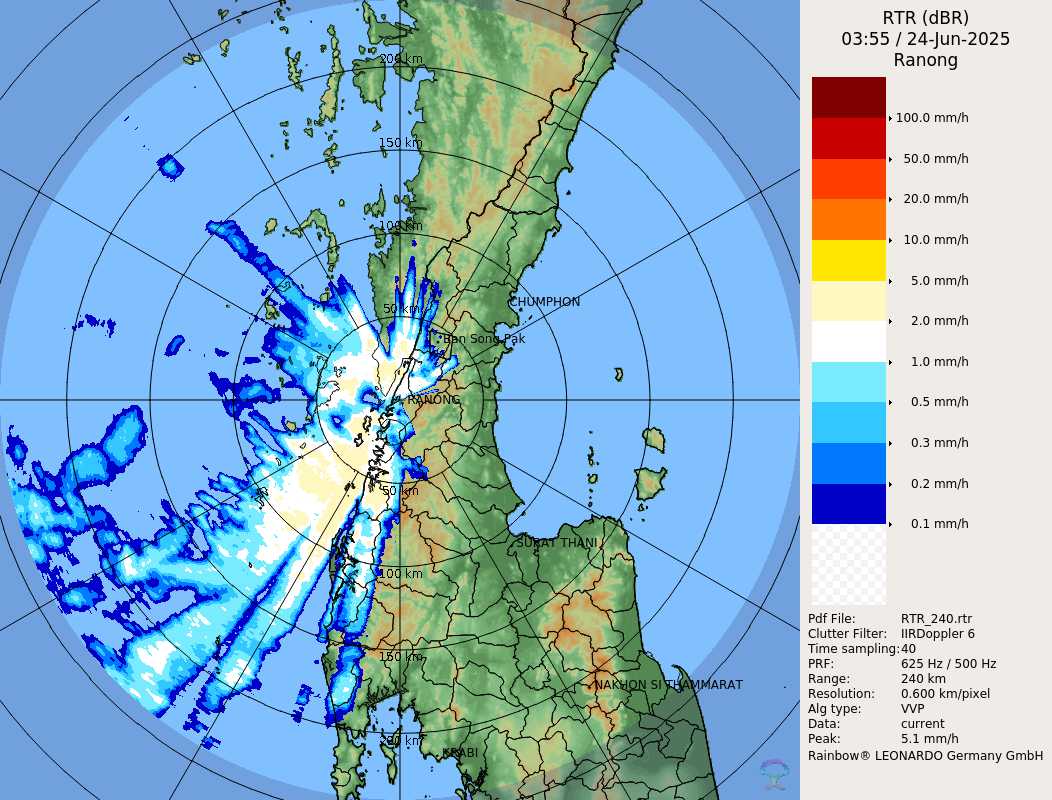 RTR (dBR)
03:55 / 24-Jun-2025
Ranong
100.0 mm/h
50.0 mm/h
20.0 mm/h
10.0 mm/h
5.0 mm/h
2.0 mm/h
1.0 mm/h
0.5 mm/h
0.3 mm/h
0.2 mm/h
0.1 mm/h
Pdf File: RTR_240.rtr
Clutter Filter: IIRDoppler 6
Time sampling:40
PRF: 625 Hz / 500 Hz
Range: 240 km
Resolution: 0.600 km/pixel
Alg type: VVP
Data: current
Peak: 5.1 mm/h
Rainbow® LEONARDO Germany GmbH
200 km
150 km
100 km
CHUMPHON
50 km
Ban Song Pak
RANONG
50 km
SURAT THANI
100 km
150 km
NAKHON SI THAMMARAT
200 km
KRABI